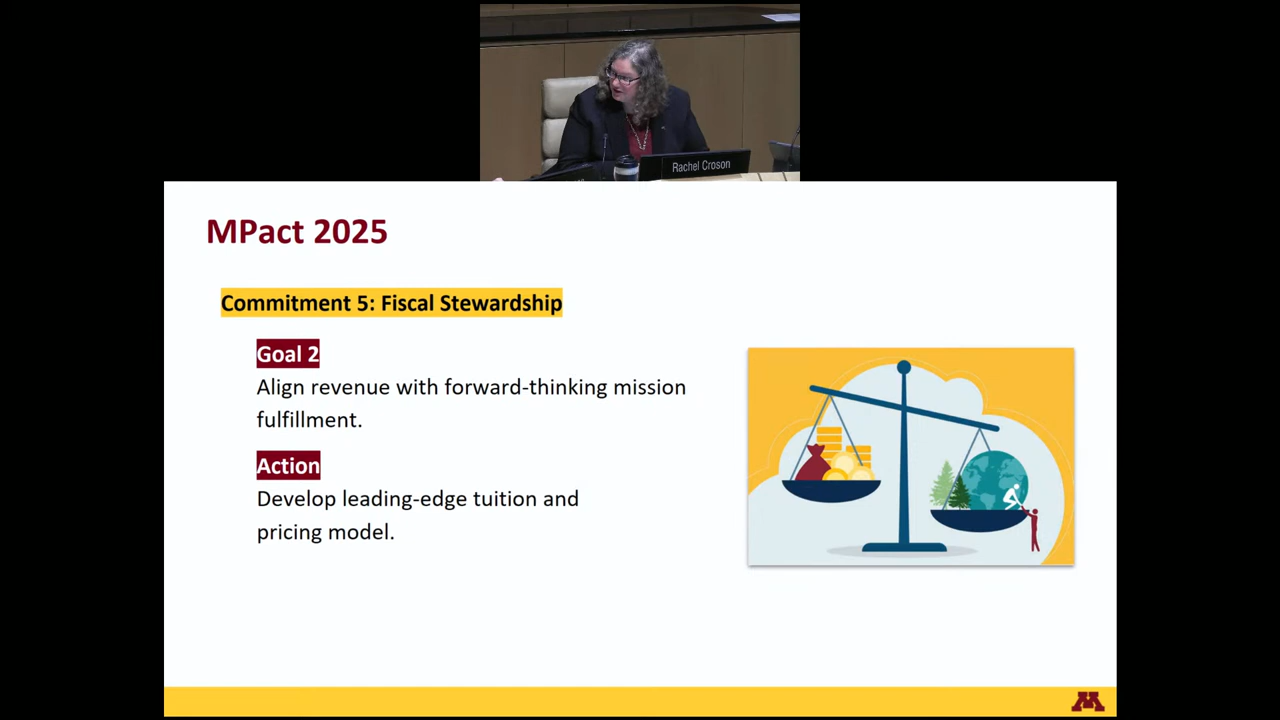 Rachel Croson
MPact 2025
Commitment 5: Fiscal Stewardship
Goal 2
Align revenue with forward-thinking mission
fulfillment.
Action
Develop leading-edge tuition and
pricing model.
M